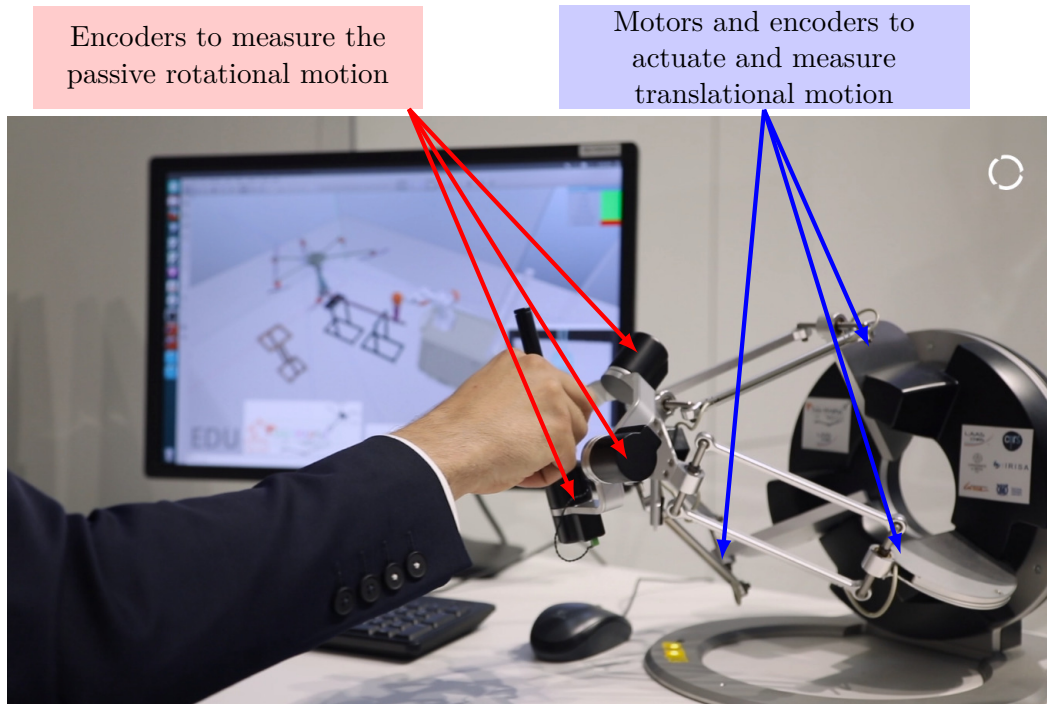 Encoders to measure the
passive rotational motion
Motors and encoders to
actuate and measure
translational motion
EDU
IRISA